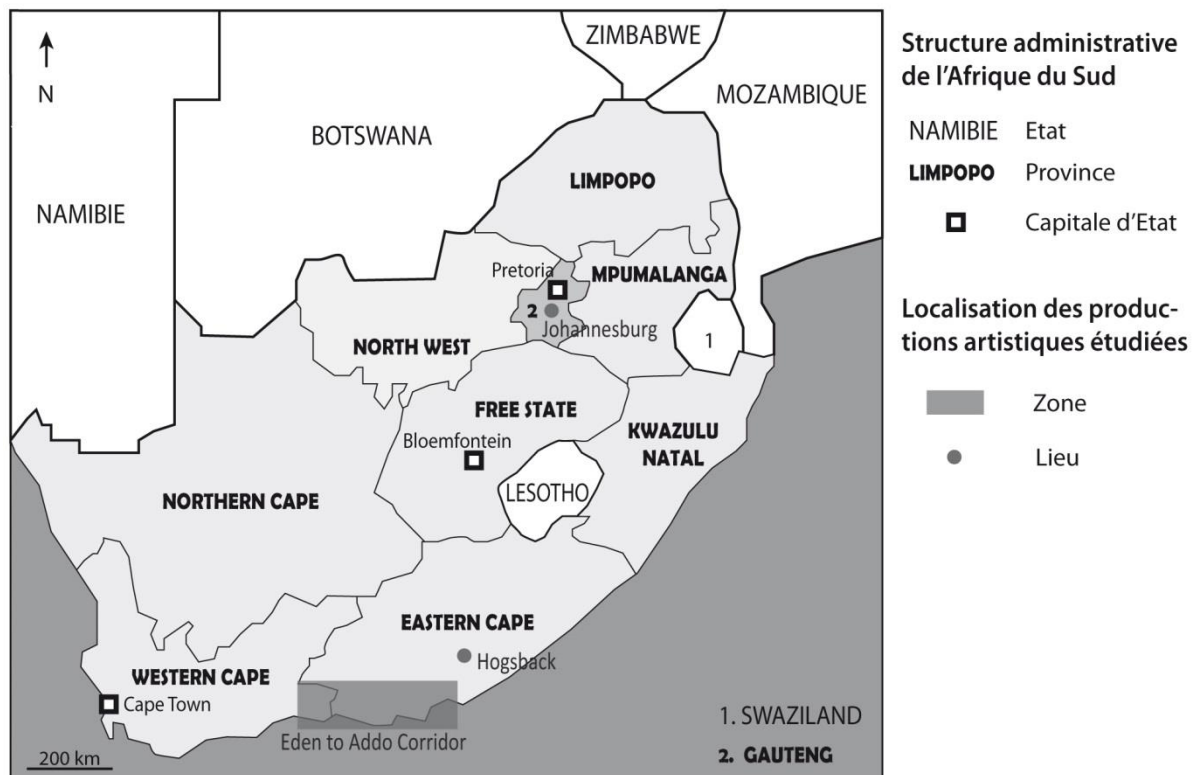 ZIMBABWE
MOZAMBIQUE
N
BOTSWANA
NAMIBIE
LIMPOPO
Pretoria
MPUMALANGA
2
Johannesburg
1
NORTH WEST
FREE STATE
Bloemfontein
KWAZULU
NATAL
LESOTHO
NORTHERN CAPE
EASTERN CAPE
Hogsback
WESTERN CAPE
Cape Town
Eden to Addo Corridor
200 km
1. SWAZILAND
2. GAUTENG
Structure administrative
de l'Afrique du Sud
NAMIBIE Etat
LIMPOPO Province
Capitale d'Etat
Localisation des produc-
tions artistiques étudiées
Zone
Lieu